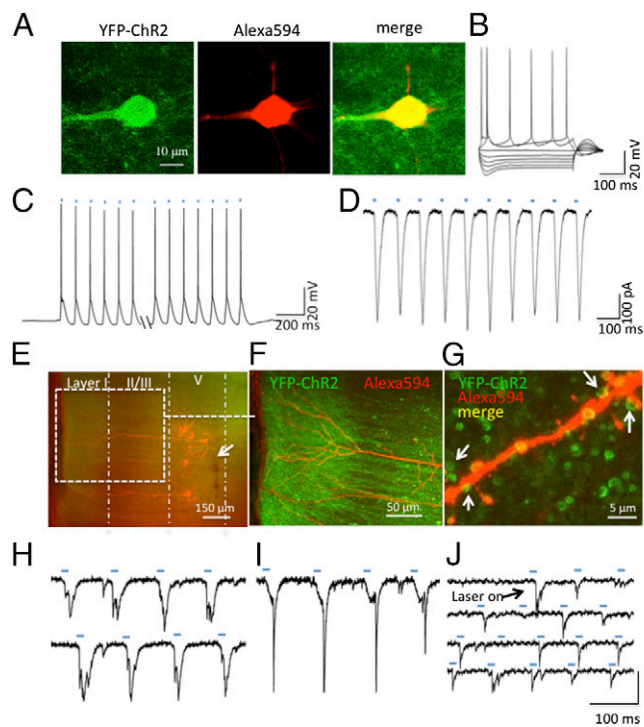 A
YFP-ChR2
Alexa594
merge
10 μm
B
20 mV
100 ms
C
20 mV
200 ms
D
100 pA
100 ms
E
Layer I
II/III
V
150 μm
F
YFP-ChR2
Alexa594
50 μm
G
YFP-ChR2
Alexa594
merge
5 μm
H
I
J
Laser on
100 ms